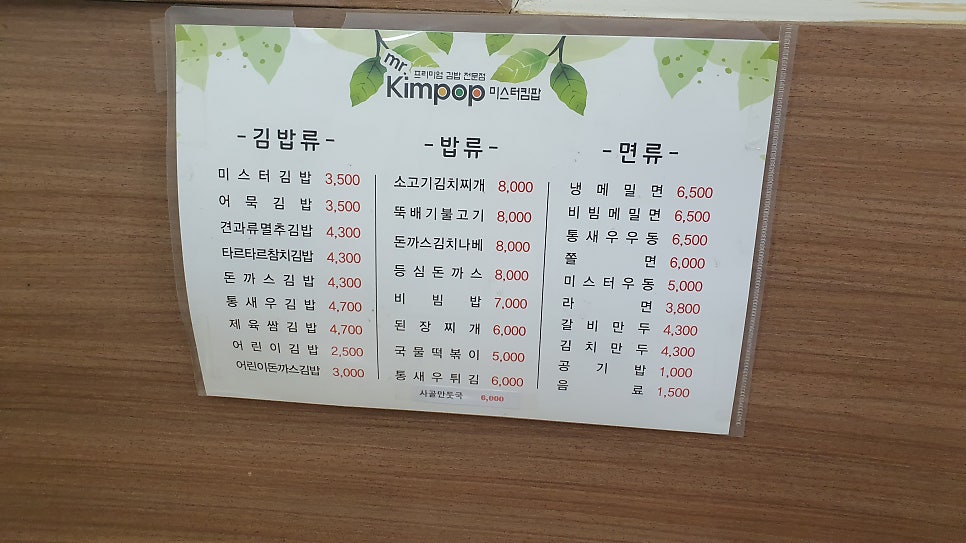 mr.
프리미엄 김밥 전문점
Kimpop 미스터킴팝
-김밥류-
미스터김밥 3,500
어묵김밥 3,500
견과류멸추김밥 4,300
타르타르참치김밥 4,300
돈까스김밥 4,300
통새우김밥 4,700
제육쌈김밥 4,700
어린이김밥 2,500
어린이돈까스김밥 3,000
-밥류-
소고기김치찌개 8,000
뚝배기불고기 8,000
돈까스김치나베 8,000
등심돈까스 8,000
비빔밥 7,000
된장찌개 6,000
국물떡볶이 5,000
통새우튀김 6,000
사골만둣국 6,000
-면류-
냉메밀면 6,500
비빔메밀면 6,500
통새우우동 6,500
쫄면 6,000
미스터우동 5,000
라면 3,800
갈비만두 4,300
김치만두 4,300
공기밥 1,000
음료 1,500